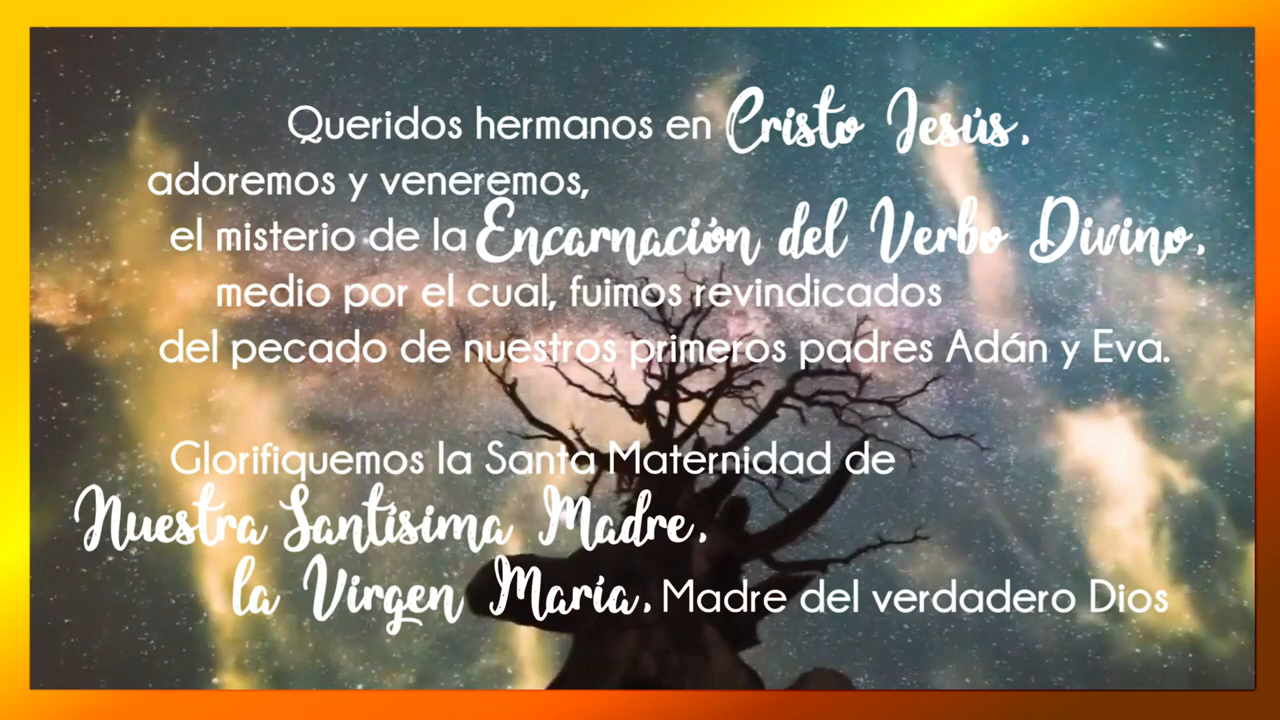 Queridos hermanos en Cristo Jesús,
adoremos y veneremos,
el misterio de la Encarnación del Verbo Divino,
medio por el cual, fuimos revindicados
del pecado de nuestros primeros padres Adán y Eva.
Glorifiquemos la Santa Maternidad de
Nuestra Santísima Madre,
la Virgen María, Madre del verdadero Dios